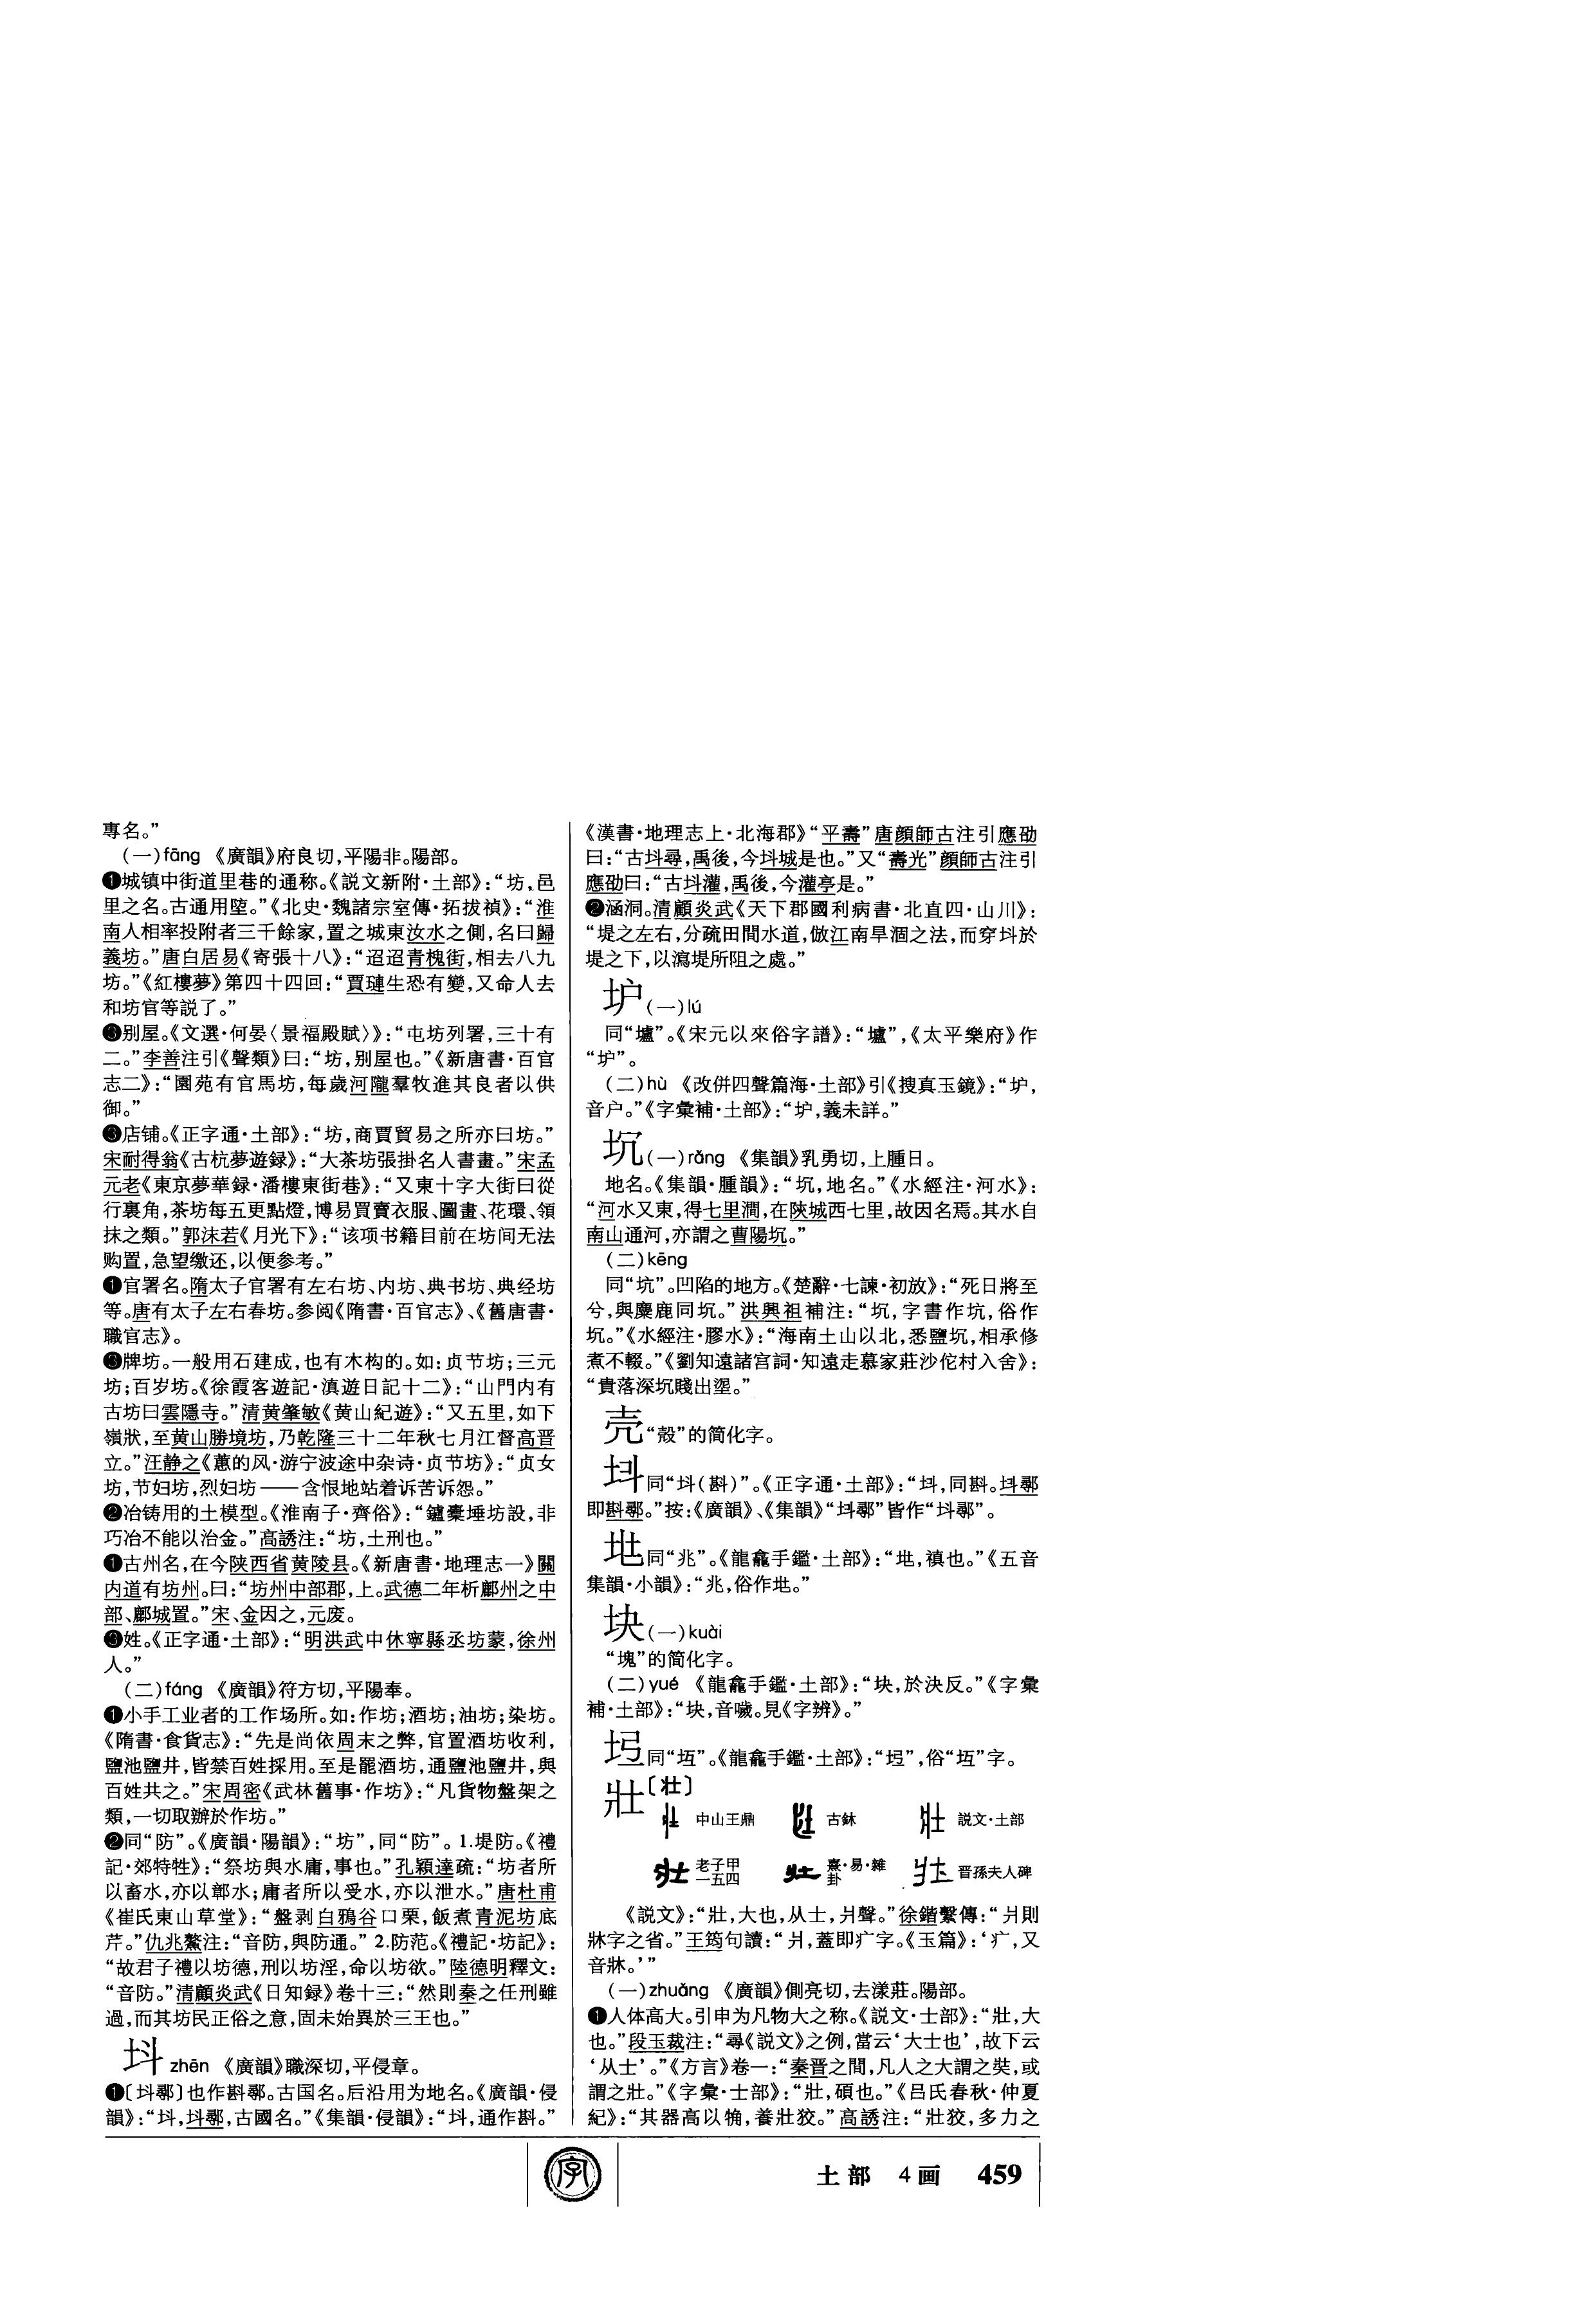 專名。”
(一)fāng 《廣韻》府良切,平陽非。陽部。
❶城镇中街道里巷的通称。《説文新附·土部》:“坊,邑
里之名。古通用埅。”《北史·魏諸宗室傳·拓拔禎》:“淮
南人相率投附者三千餘家,置之城東汝水之側,名曰歸
義坊。”唐白居易《寄張十八》:“迢迢青槐街,相去八九
坊。”《紅樓夢》第四十四回:“賈璉生恐有變,又命人去
和坊官等説了。”
❸别屋。《文選·何晏〈景福殿賦〉》:“屯坊列署,三十有
二。”李善注引《聲類》曰:“坊,别屋也。”《新唐書·百官
志二》:“園苑有官馬坊,每歲河隴羣牧進其良者以供
御。”
❸店铺。《正字通·土部》:“坊,商賈貿易之所亦曰坊。”
宋耐得翁《古杭夢遊録》:“大茶坊張掛名人書畫。”宋孟
元老《東京夢華録·潘樓東街巷》:“又東十字大街曰從
行裹角,茶坊每五更點燈,博易買賣衣服、圖畫、花環、領
抹之類。”郭沫若《月光下》:“该项书籍目前在坊间无法
购置,急望缴还,以便参考。”
❶官署名。隋太子官署有左右坊、内坊、典书坊、典经坊
等。唐有太子左右春坊。参阅《隋書·百官志》、《舊唐書·
職官志》。
❸牌坊。一般用石建成,也有木构的。如:贞节坊;三元
坊;百岁坊。《徐霞客遊記·滇遊日記十二》:“山門内有
古坊曰雲隱寺。”清黄肇敏《黄山紀遊》:“又五里,如下
嶺狀,至黄山勝境坊,乃乾隆三十二年秋七月江督高晋
立。”汪静之《蕙的风·游宁波途中杂诗·贞节坊》:“贞女
坊,节妇坊,烈妇坊——含恨地站着诉苦诉怨。”
❷冶铸用的土模型。《淮南子·齊俗》:“鑪橐埵坊設,非
巧冶不能以治金。”高誘注:“坊,土刑也。”
❶古州名,在今陕西省黄陵县。《新唐書·地理志一》關
内道有坊州。曰:“坊州中部郡,上。武德二年析鄜州之中
部、鄜城置。”宋、金因之,元废。
❸姓。《正字通·土部》:“明洪武中休寧縣丞坊蒙,徐州
人。”
(二)fáng 《廣韻》符方切,平陽奉。
❶小手工业者的工作场所。如:作坊;酒坊;油坊;染坊。
《隋書·食貨志》:“先是尚依周末之弊,官置酒坊收利,
鹽池鹽井,皆禁百姓採用。至是罷酒坊,通鹽池鹽井,與
百姓共之。”宋周密《武林舊事·作坊》:“凡貨物盤架之
類,一切取辦於作坊。”
❷同“防”。《廣韻·陽韻》:“坊”,同“防”。1.堤防。《禮
記·郊特牲》:“祭坊與水庸,事也。”孔穎達疏:“坊者所
以畜水,亦以鄣水;庸者所以受水,亦以泄水。”唐杜甫
《崔氏東山草堂》:“盤剥白鴉谷口栗,飯煮青泥坊底
芹。”仇兆鰲注:“音防,與防通。”2.防范。《禮記·坊記》:
“故君子禮以坊德,刑以坊淫,命以坊欲。”陸德明釋文:
“音防。”清顧炎武《日知録》卷十三:“然則秦之任刑雖
過,而其坊民正俗之意,固未始異於三王也。”
㘰 zhēn 《廣韻》職深切,平侵章。
❶〔㘰鄩〕也作斟鄩。古国名。后沿用为地名。《廣韻·侵
韻》:“㘰,㘰鄩,古國名。”《集韻·侵韻》:“㘰,通作斟。”
《漢書·地理志上·北海郡》“平壽”唐顔師古注引應劭
曰:“古㘰尋,禹後,今㘰城是也。”又“壽光”顔師古注引
應劭曰:“古㘰灌,禹後,今灌亭是。”
❷涵洞。清顧炎武《天下郡國利病書·北直四·山川》:
“堤之左右,分疏田間水道,倣江南旱涸之法,而穿㘰於
堤之下,以瀉堤所阻之處。”
垆(一)lú
同“壚”。《宋元以來俗字譜》:“壚”,《太平樂府》作
“圹”。
(二)hù 《改併四聲篇海·土部》引《搜真玉鏡》:“㘲,
音户。”《字彙補·土部》:“㘲,義未詳。”
坈(一)rǎng 《集韻》乳勇切,上腫日。
地名。《集韻·腫韻》:“坈,地名。”《水經注·河水》:
“河水又東,得七里澗,在陝城西七里,故因名焉。其水自
南山通河,亦謂之曹陽坈。”
(二)kēng
同“坑”。凹陷的地方。《楚辭·七諫·初放》:“死日將至
兮,與麋鹿同坈。”洪興祖補注:“坈,字書作坑,俗作
坈。”《水經注·膠水》:“海南土山以北,悉鹽坈,相承修
煮不輟。”《劉知遠諸宫詞·知遠走慕家莊沙佗村入舍》:
“貴落深坈賤出埿。”
壳“殼”的简化字。
同“㘰(斟)”。《正字通·土部》:“㘰,同斟。㘰鄩
即斟鄩。”按:《廣韻》、《集韻》“㘰鄩”皆作“㘰鄩”。
同“兆”。《龍龕手鑑·土部》:“垗,禛也。”《五音
集韻·小韻》:“兆,俗作垗。”
块(一)kuài
“塊”的简化字。
(二)yué 《龍龕手鑑·土部》:“块,於決反。”《字彙
補·土部》:“块,音噦。見《字辨》。”
同“坘”。《龍龕手鑑·土部》:“”,俗“”字。
壯〔壮〕
中山王鼎 古鉨 説文·士部
老子甲一五四 熹·易·雜卦 晋孫夫人碑
《説文》:“壯,大也,从士,爿聲。”徐鍇繫傳:“爿則
牀字之省。”王筠句讀:“爿,蓋即疒字。《玉篇》:‘疒,又
音牀。’”
(一)zhuǎng 《廣韻》側亮切,去漾莊。陽部。
❶人体高大。引申为凡物大之称。《説文·士部》:“壯,大
也。”段玉裁注:“尋《説文》之例,當云‘大士也’,故下云
‘从士’。”《方言》卷一:“秦晋之間,凡人之大謂之奘,或
謂之壯。”《字彙·士部》:“壯,碩也。”《吕氏春秋·仲夏
紀》:“其器高以觕,養壯狡。”高誘注:“壯狡,多力之
字
土部 4画 459